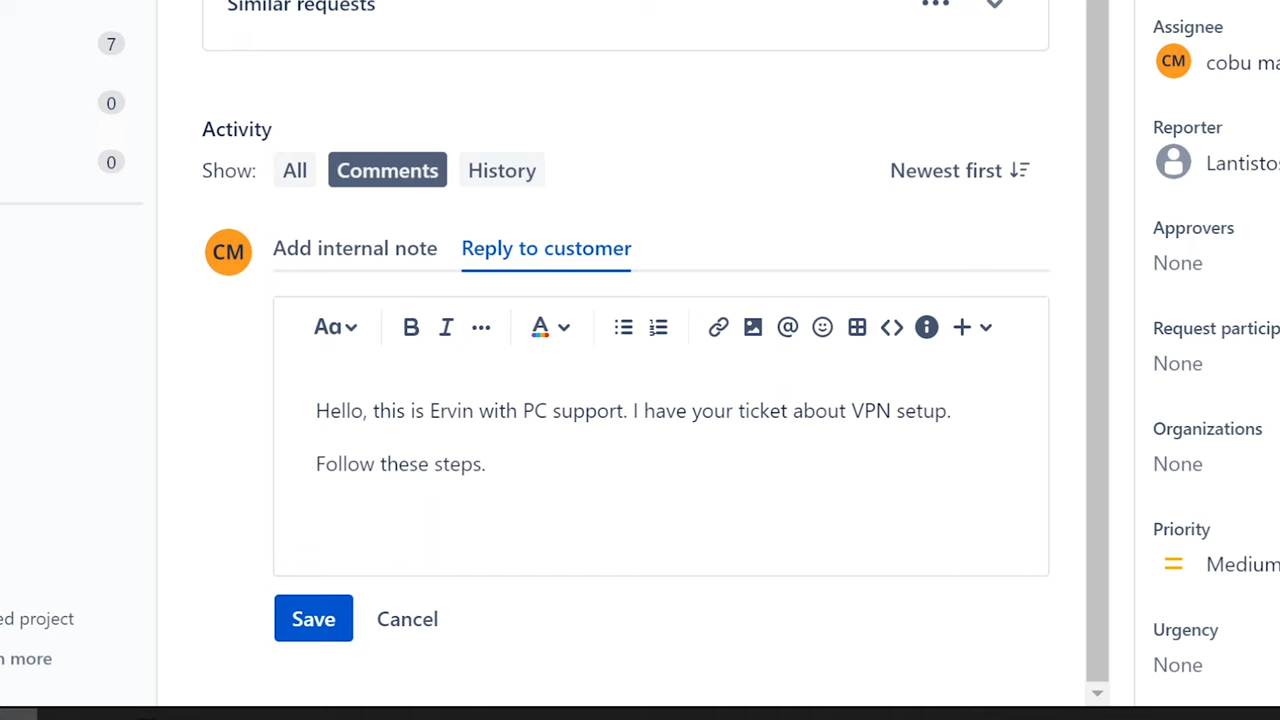 Similar requests
7
0
0
Activity
Show: All Comments History Newest first
CM Add internal note Reply to customer
Aa B I A @ + 
Hello, this is Ervin with PC support. I have your ticket about VPN setup.
Follow these steps.
Save Cancel
ed project
n more
Assignee
CM cobu ma
Reporter
Lantisto
Approvers
None
Request particip
None
Organizations
None
Priority
Medium
Urgency
None